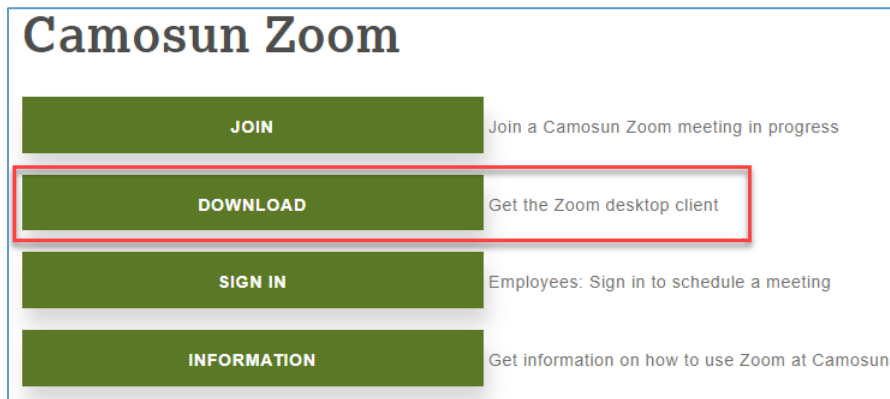 Camosun Zoom
JOIN Join a Camosun Zoom meeting in progress
DOWNLOAD Get the Zoom desktop client
SIGN IN Employees: Sign in to schedule a meeting
INFORMATION Get information on how to use Zoom at Camosun